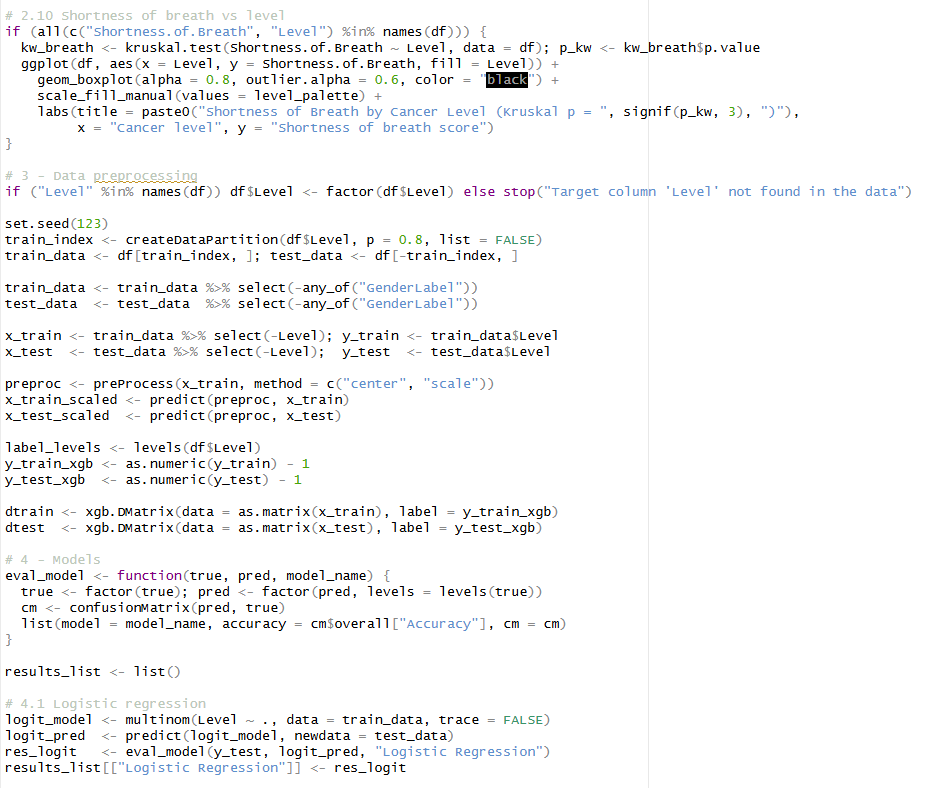 # 2.10 Shortness of breath vs level
if (all(c("Shortness.of.Breath", "Level") %in% names(df))) {
  kw_breath <- kruskal.test(Shortness.of.Breath ~ Level, data = df); p_kw <- kw_breath$p.value
  ggplot(df, aes(x = Level, y = Shortness.of.Breath, fill = Level)) +
    geom_boxplot(alpha = 0.8, outlier.alpha = 0.6, color = "black") +
    scale_fill_manual(values = level_palette) +
    labs(title = paste0("Shortness of Breath by Cancer Level (Kruskal p = ", signif(p_kw, 3), ")"),
         x = "Cancer level", y = "Shortness of breath score")
}
# 3 - Data preprocessing
if ("Level" %in% names(df)) df$Level <- factor(df$Level) else stop("Target column 'Level' not found in the data")
set.seed(123)
train_index <- createDataPartition(df$Level, p = 0.8, list = FALSE)
train_data <- df[train_index, ]; test_data <- df[-train_index, ]
train_data <- train_data %>% select(-any_of("GenderLabel"))
test_data  <- test_data  %>% select(-any_of("GenderLabel"))
x_train <- train_data %>% select(-Level); y_train <- train_data$Level
x_test  <- test_data %>% select(-Level);  y_test  <- test_data$Level
preproc <- preProcess(x_train, method = c("center", "scale"))
x_train_scaled <- predict(preproc, x_train)
x_test_scaled  <- predict(preproc, x_test)
label_levels <- levels(df$Level)
y_train_xgb <- as.numeric(y_train) - 1
y_test_xgb  <- as.numeric(y_test) - 1
dtrain <- xgb.DMatrix(data = as.matrix(x_train), label = y_train_xgb)
dtest  <- xgb.DMatrix(data = as.matrix(x_test), label = y_test_xgb)
# 4 - Models
eval_model <- function(true, pred, model_name) {
  true <- factor(true); pred <- factor(pred, levels = levels(true))
  cm <- confusionMatrix(pred, true)
  list(model = model_name, accuracy = cm$overall["Accuracy"], cm = cm)
}
results_list <- list()
# 4.1 Logistic regression
logit_model <- multinom(Level ~ ., data = train_data, trace = FALSE)
logit_pred  <- predict(logit_model, newdata = test_data)
res_logit   <- eval_model(y_test, logit_pred, "Logistic Regression")
results_list[["Logistic Regression"]] <- res_logit